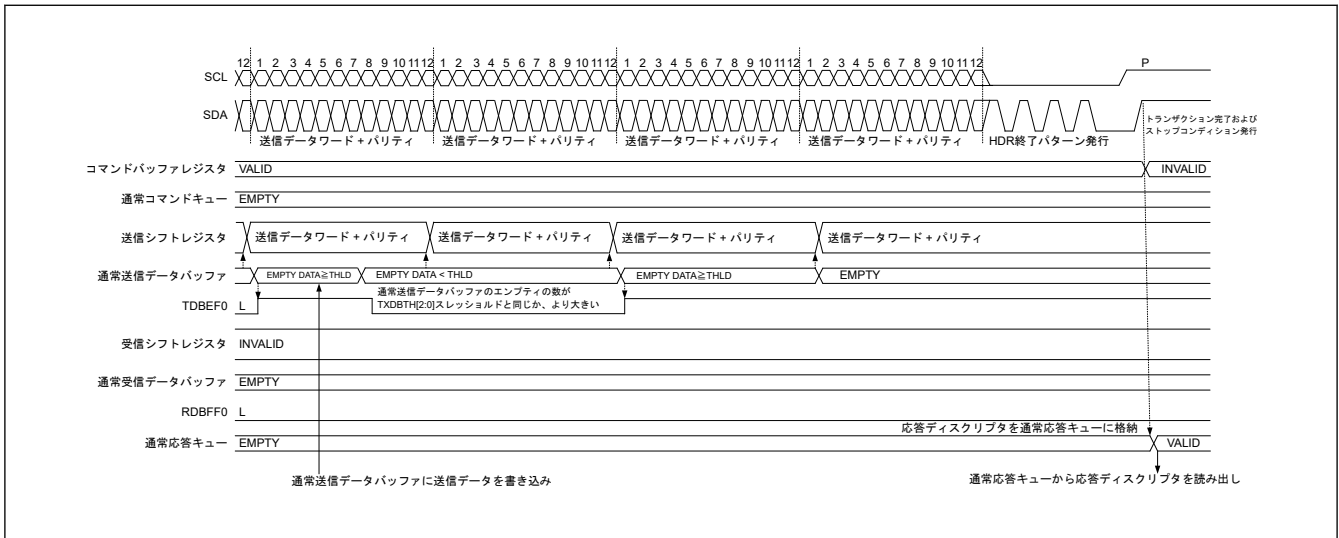 12 1 2 3 4 5 6 7 8 9 10 11 12 1 2 3 4 5 6 7 8 9 10 11 12 1 2 3 4 5 6 7 8 9 10 11 12 1 2 3 4 5 6 7 8 9 10 11 12 P
SCL
SDA
トランザクション完了および
ストップコンディション発行
送信データワード + パリティ 送信データワード + パリティ 送信データワード + パリティ 送信データワード + パリティ HDR終了パターン発行
コマンドバッファレジスタ VALID INVALID
通常コマンドキュー EMPTY
送信シフトレジスタ 送信データワード + パリティ 送信データワード + パリティ 送信データワード + パリティ 送信データワード + パリティ
通常送信データバッファ EMPTY DATA≧THLD EMPTY DATA < THLD EMPTY DATA≧THLD EMPTY
通常送信データバッファのエンプティの数が
TXDBTH[2:0]スレッショルドと同じか、より大きい
TDBEF0 L
受信シフトレジスタ INVALID
通常受信データバッファ EMPTY
RDBFF0 L
応答ディスクリプタを通常応答キューに格納
通常応答キュー EMPTY VALID
通常送信データバッファに送信データを書き込み 通常応答キューから応答ディスクリプタを読み出し